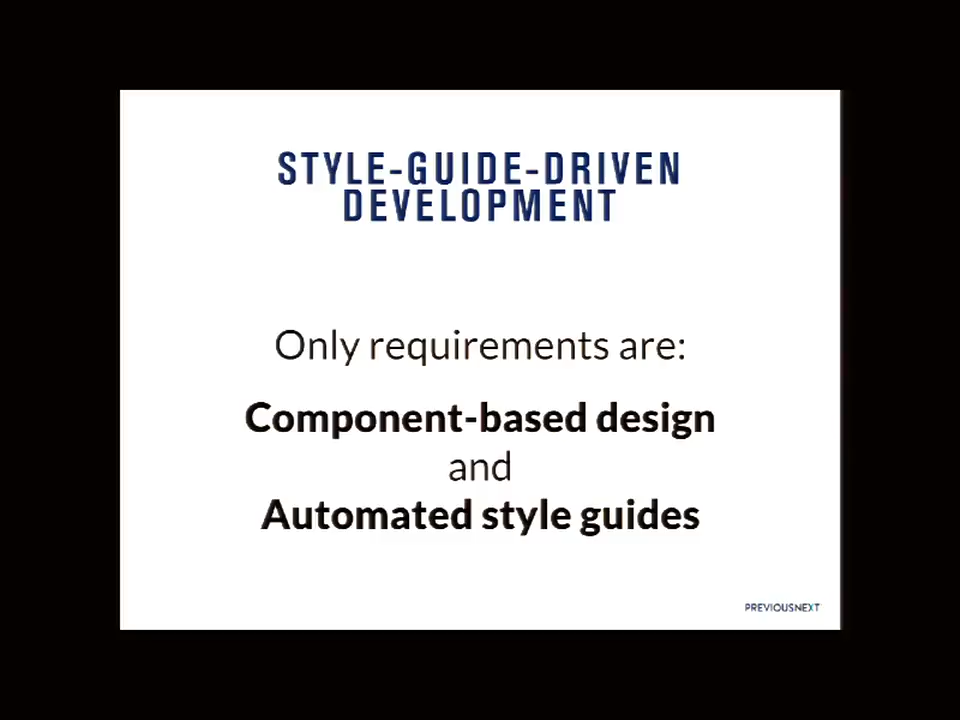 STYLE-GUIDE-DRIVEN
DEVELOPMENT
Only requirements are:
Component-based design
and
Automated style guides
PREVIOUSNEXT